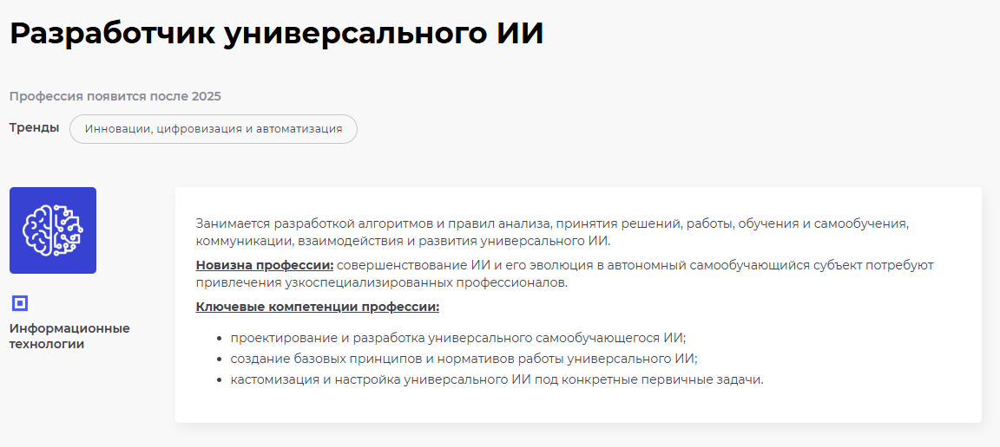 Разработчик универсального ИИ
Профессия появится после 2025
Тренды
Инновации, цифровизация и автоматизация
Информационные
технологии
Занимается разработкой алгоритмов и правил анализа, принятия решений, работы, обучения и самообучения,
коммуникации, взаимодействия и развития универсального ИИ.
Новизна профессии: совершенствование ИИ и его эволюция в автономный самообучающийся субъект потребуют
привлечения узкоспециализированных профессионалов.
Ключевые компетенции профессии:
• проектирование и разработка универсального самообучающегося ИИ;
• создание базовых принципов и нормативов работы универсального ИИ;
• кастомизация и настройка универсального ИИ под конкретные первичные задачи.